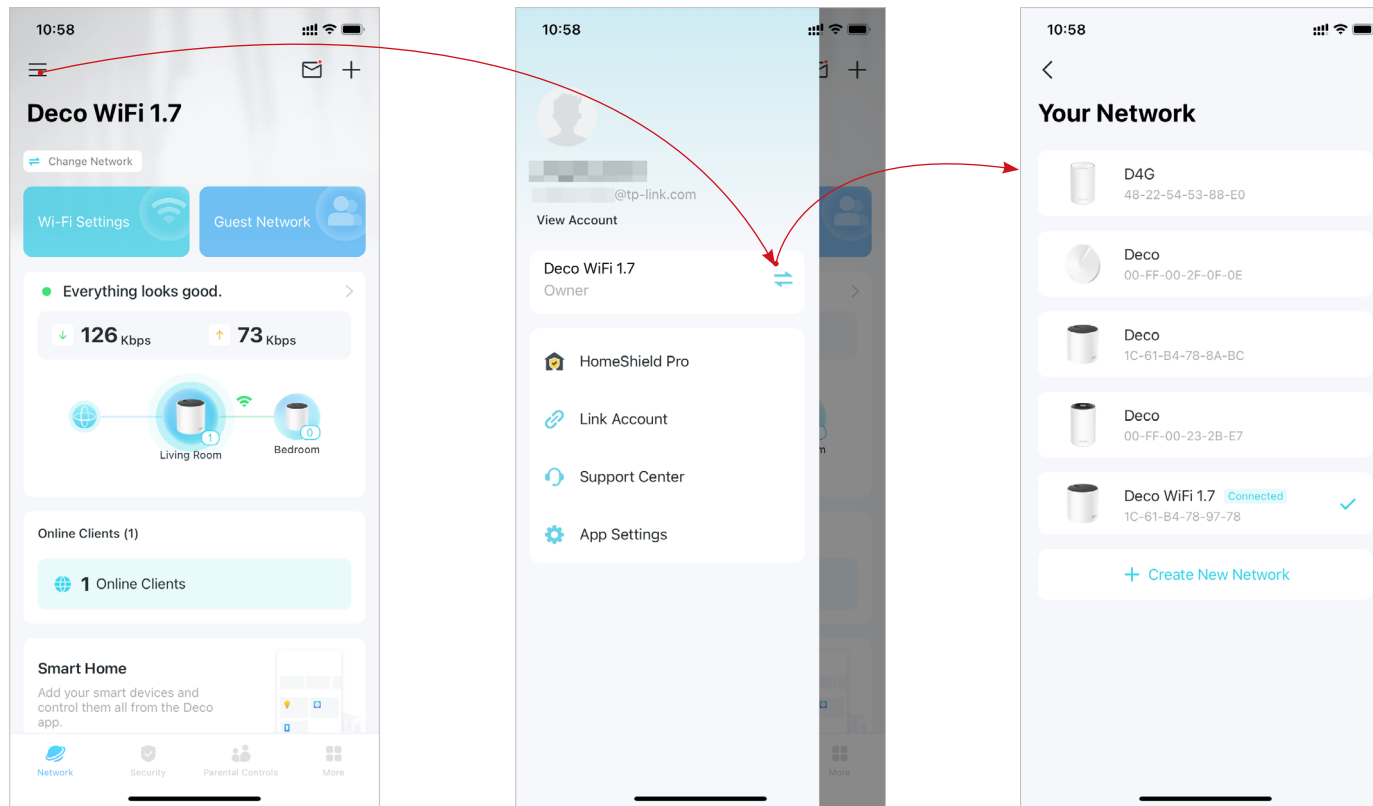 10:58
Deco WiFi 1.7
Change Network
Wi-Fi Settings
Guest Network
Everything looks good.
126 Kbps
73 Kbps
1
0
Living Room
Bedroom
Online Clients (1)
1 Online Clients
Smart Home
Add your smart devices and
control them all from the Deco
app.
Network
Security
Parental Controls
More
10:58
@tp-link.com
View Account
Deco WiFi 1.7
Owner
HomeShield Pro
Link Account
Support Center
App Settings
More
10:58
Your Network
D4G
48-22-54-53-88-E0
Deco
00-FF-00-2F-0F-0E
Deco
1C-61-B4-78-8A-BC
Deco
00-FF-00-23-2B-E7
Deco WiFi 1.7 Connected
1C-61-B4-78-97-78
Create New Network